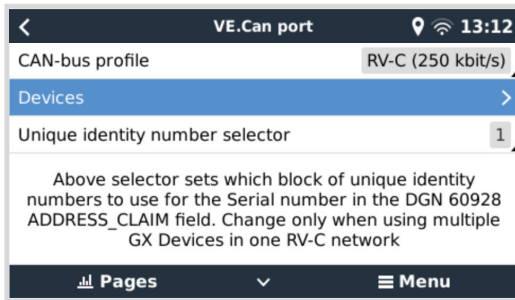 VE.Can port 13:12
CAN-bus profile RV-C (250 kbit/s)
Devices
Unique identity number selector 1
Above selector sets which block of unique identity
numbers to use for the Serial number in the DGN 60928
ADDRESS_CLAIM field. Change only when using multiple
GX Devices in one RV-C network
Pages Menu